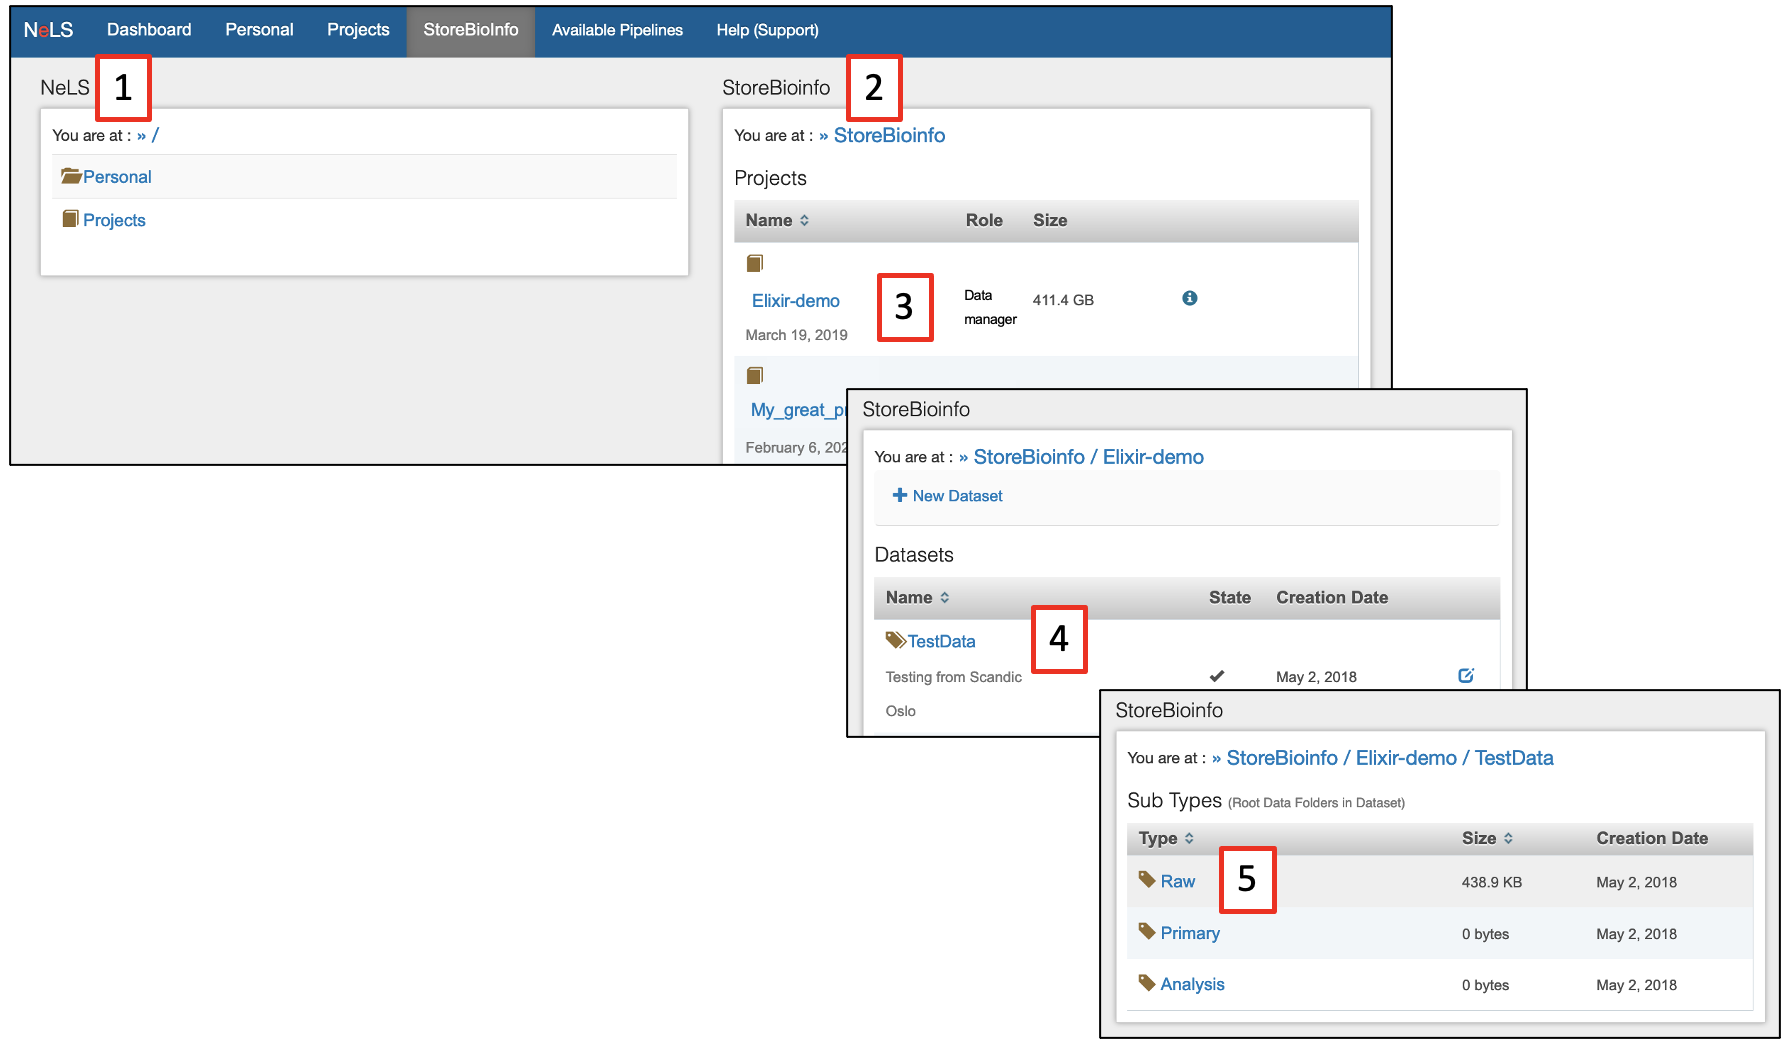 NeLS Dashboard Personal Projects StoreBioInfo Available Pipelines Help (Support)
NeLS 1
You are at : » /
Personal
Projects
StoreBioinfo 2
You are at : » StoreBioinfo
Projects
Name Role Size
Elixir-demo 3 Data manager 411.4 GB
March 19, 2019
My_great_pr
February 6, 202
StoreBioinfo
You are at : » StoreBioinfo / Elixir-demo
New Dataset
Datasets
Name State Creation Date
TestData 4
Testing from Scandic May 2, 2018
Oslo
StoreBioinfo
You are at : » StoreBioinfo / Elixir-demo / TestData
Sub Types (Root Data Folders in Dataset)
Type Size Creation Date
Raw 5 438.9 KB May 2, 2018
Primary 0 bytes May 2, 2018
Analysis 0 bytes May 2, 2018